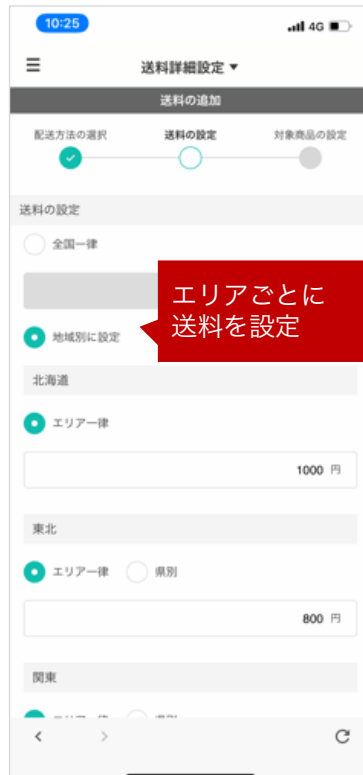 10:25
4G
送料詳細設定 ▼
送料の追加
配送方法の選択 送料の設定 対象商品の設定
送料の設定
全国一律
エリアごとに
送料を設定
地域別に設定
北海道
エリア一律
1000 円
東北
エリア一律 県別
800 円
関東